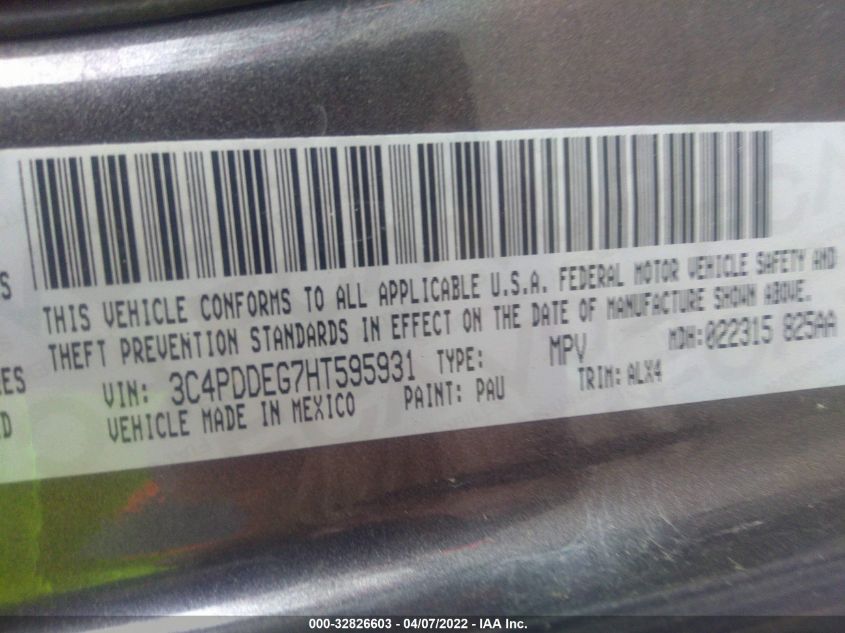 S
THIS VEHICLE CONFORMS TO ALL APPLICABLE U.S.A. FEDERAL MOTOR VEHICLE SAFETY AND
THEFT PREVENTION STANDARDS IN EFFECT ON THE DATE OF MANUFACTURE SHOWN ABOVE.
ES
VIN: 3C4PDDEG7HT595931 TYPE: MPV MDH: 022315 825AA
D
VEHICLE MADE IN MEXICO PAINT: PAU TRIM: ALX4
000-32826603 - 04/07/2022 - IAA Inc.